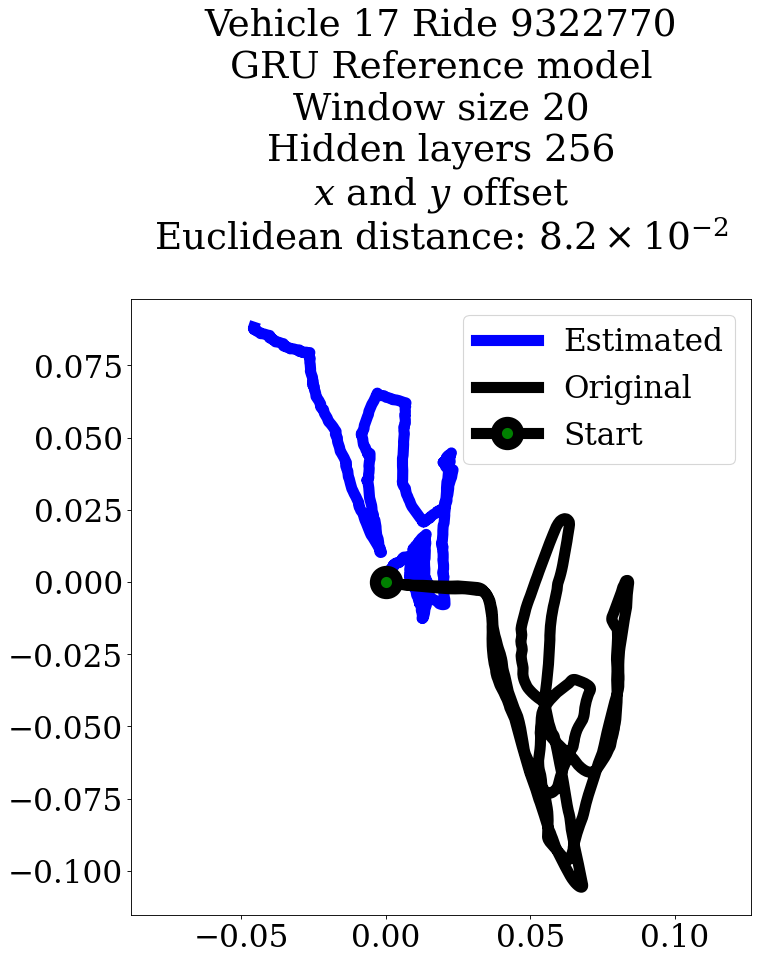 Vehicle 17 Ride 9322770
GRU Reference model
Window size 20
Hidden layers 256
x and y offset
Euclidean distance: 8.2 × 10⁻²
Estimated
Original
Start
0.075
0.050
0.025
0.000
−0.025
−0.050
−0.075
−0.100
−0.05 0.00 0.05 0.10